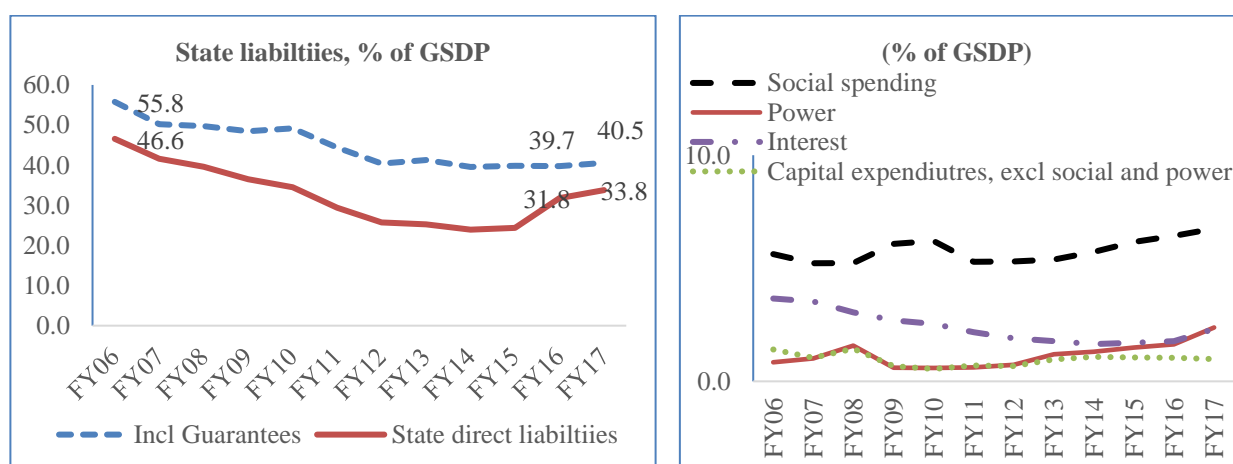 State liabiltiies, % of GSDP
60.0
50.0
40.0
30.0
20.0
10.0
0.0
55.8
46.6
39.7
40.5
31.8
33.8
FY06
FY07
FY08
FY09
FY10
FY11
FY12
FY13
FY14
FY15
FY16
FY17
Incl Guarantees
State direct liabiltiies
(% of GSDP)
Social spending
Power
Interest
Capital expendiutres, excl social and power
10.0
0.0
FY06
FY07
FY08
FY09
FY10
FY11
FY12
FY13
FY14
FY15
FY16
FY17